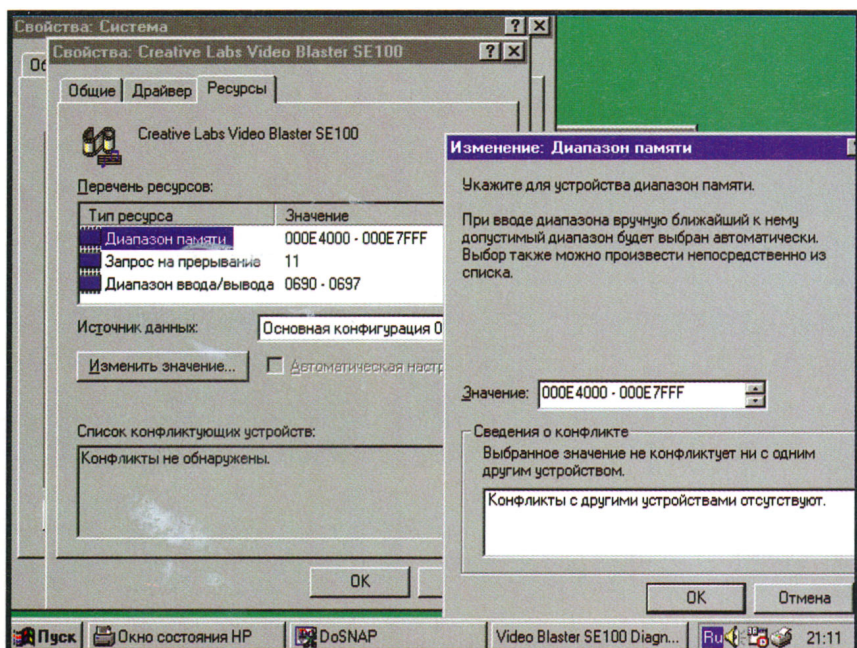 Свойства: Система
Свойства: Creative Labs Video Blaster SE100
Общие
Драйвер
Ресурсы
Creative Labs Video Blaster SE100
Перечень ресурсов:
Тип ресурса
Значение
Диапазон памяти
000E4000 - 000E7FFF
Запрос на прерывание
11
Диапазон ввода/вывода
0690 - 0697
Источник данных:
Основная конфигурация 0
Изменить значение...
Автоматическая настр
Список конфликтующих устройств:
Конфликты не обнаружены.
OK
Изменение: Диапазон памяти
Укажите для устройства диапазон памяти.
При вводе диапазона вручную ближайший к нему
допустимый диапазон будет выбран автоматически.
Выбор также можно произвести непосредственно из
списка.
Значение:
000E4000 - 000E7FFF
Сведения о конфликте
Выбранное значение не конфликтует ни с одним
другим устройством.
Конфликты с другими устройствами отсутствуют.
OK
Отмена
Пуск
Окно состояния HP
DoSNAP
Video Blaster SE100 Diagn...
Ru
21:11